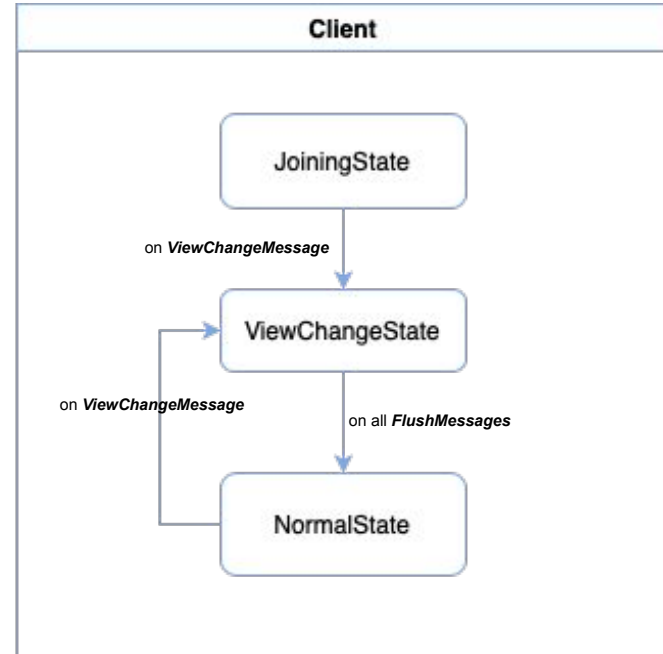 Client
JoiningState
on ViewChangeMessage
ViewChangeState
on ViewChangeMessage
on all FlushMessages
NormalState